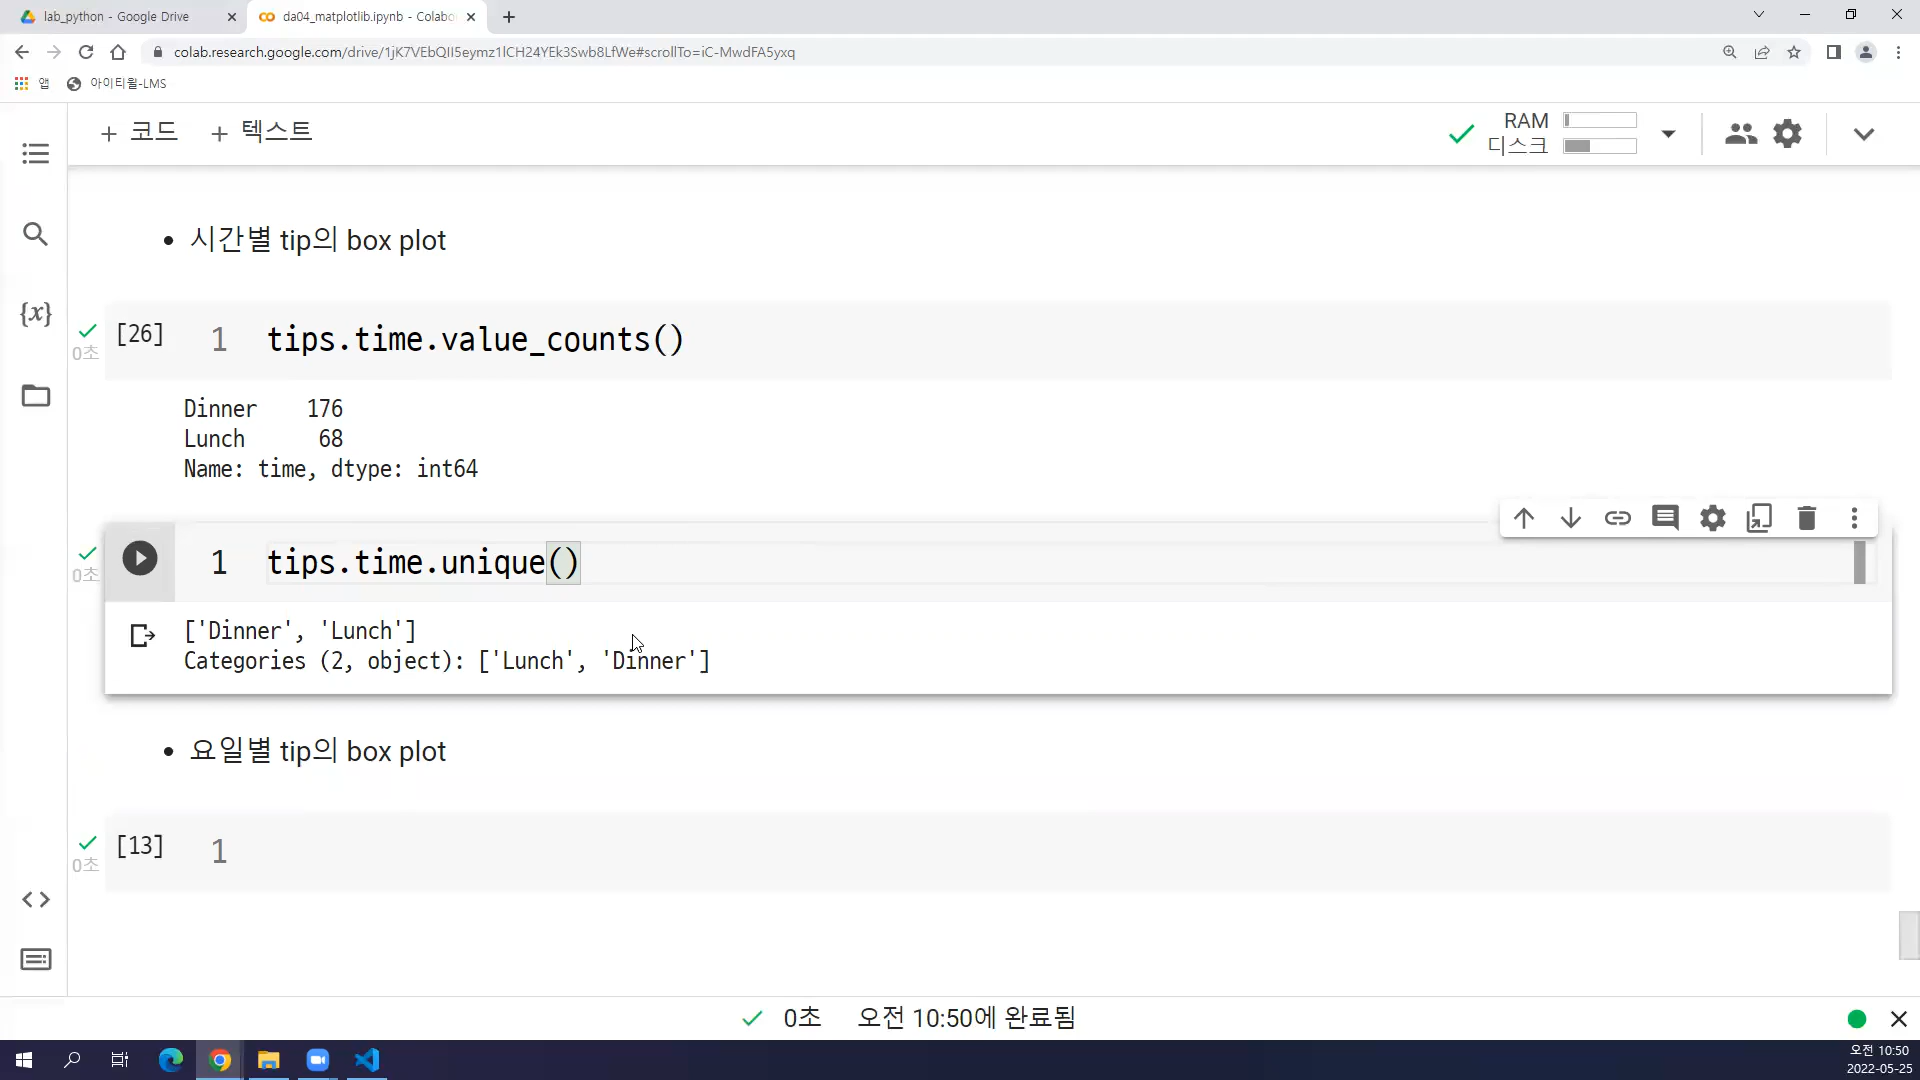 lab_python - Google Drive
da04_matplotlib.ipynb - Colabo
colab.research.google.com/drive/1jK7VEbQII5eymz1lCH24YEk3Swb8LfWe#scrollTo=iC-MwdFA5yxq
앱
아이티윌-LMS
+ 코드
+ 텍스트
RAM
디스크
• 시간별 tip의 box plot
[26] 1 tips.time.value_counts()
0초
Dinner 176
Lunch 68
Name: time, dtype: int64
1 tips.time.unique()
0초
['Dinner', 'Lunch']
Categories (2, object): ['Lunch', 'Dinner']
• 요일별 tip의 box plot
[13] 1
0초
0초 오전 10:50에 완료됨
오전 10:50
2022-05-25